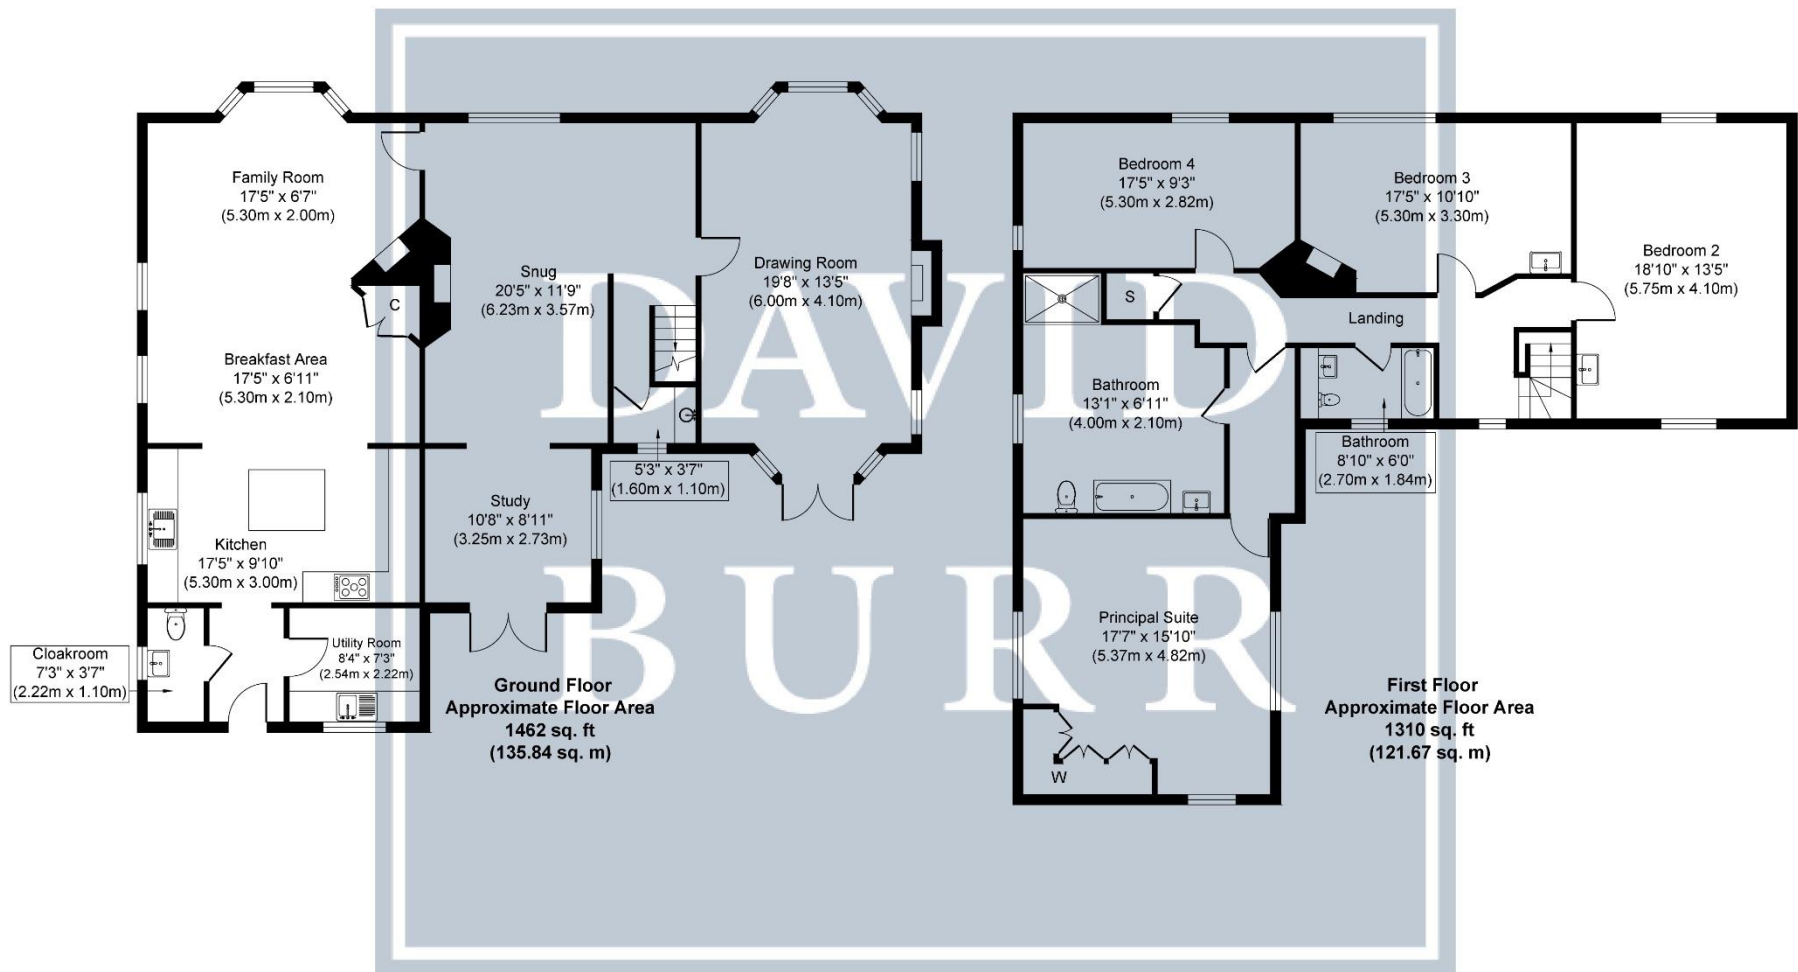 Family Room
17'5" x 6'7"
(5.30m x 2.00m)
C
Breakfast Area
17'5" x 6'11"
(5.30m x 2.10m)
Kitchen
17'5" x 9'10"
(5.30m x 3.00m)
Cloakroom
7'3" x 3'7"
(2.22m x 1.10m)
Utility Room
8'4" x 7'3"
(2.54m x 2.22m)
Snug
20'5" x 11'9"
(6.23m x 3.57m)
Study
10'8" x 8'11"
(3.25m x 2.73m)
5'3" x 3'7"
(1.60m x 1.10m)
Drawing Room
19'8" x 13'5"
(6.00m x 4.10m)
Ground Floor
Approximate Floor Area
1462 sq. ft
(135.84 sq. m)
Bedroom 4
17'5" x 9'3"
(5.30m x 2.82m)
Bedroom 3
17'5" x 10'10"
(5.30m x 3.30m)
Bedroom 2
18'10" x 13'5"
(5.75m x 4.10m)
S
Landing
Bathroom
13'1" x 6'11"
(4.00m x 2.10m)
Bathroom
8'10" x 6'0"
(2.70m x 1.84m)
Principal Suite
17'7" x 15'10"
(5.37m x 4.82m)
W
First Floor
Approximate Floor Area
1310 sq. ft
(121.67 sq. m)
DAVID
BURR